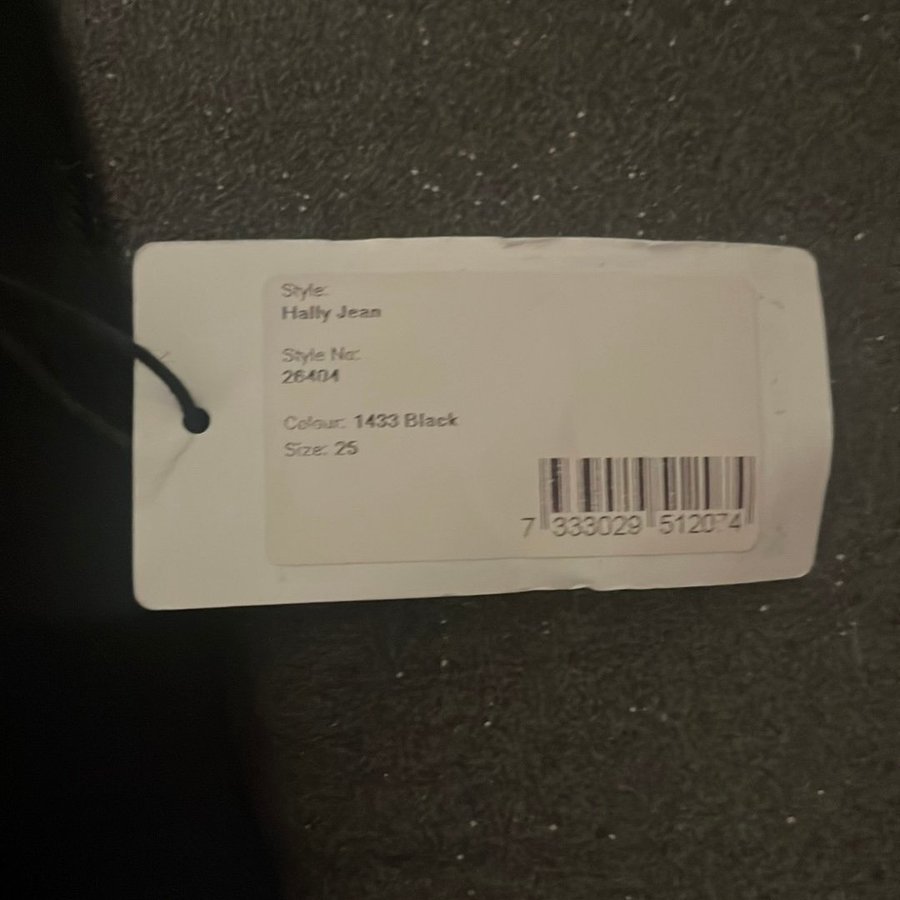 Style:
Hally Jean
Style No:
26404
Colour: 1433 Black
Size: 25
7 333029 512074